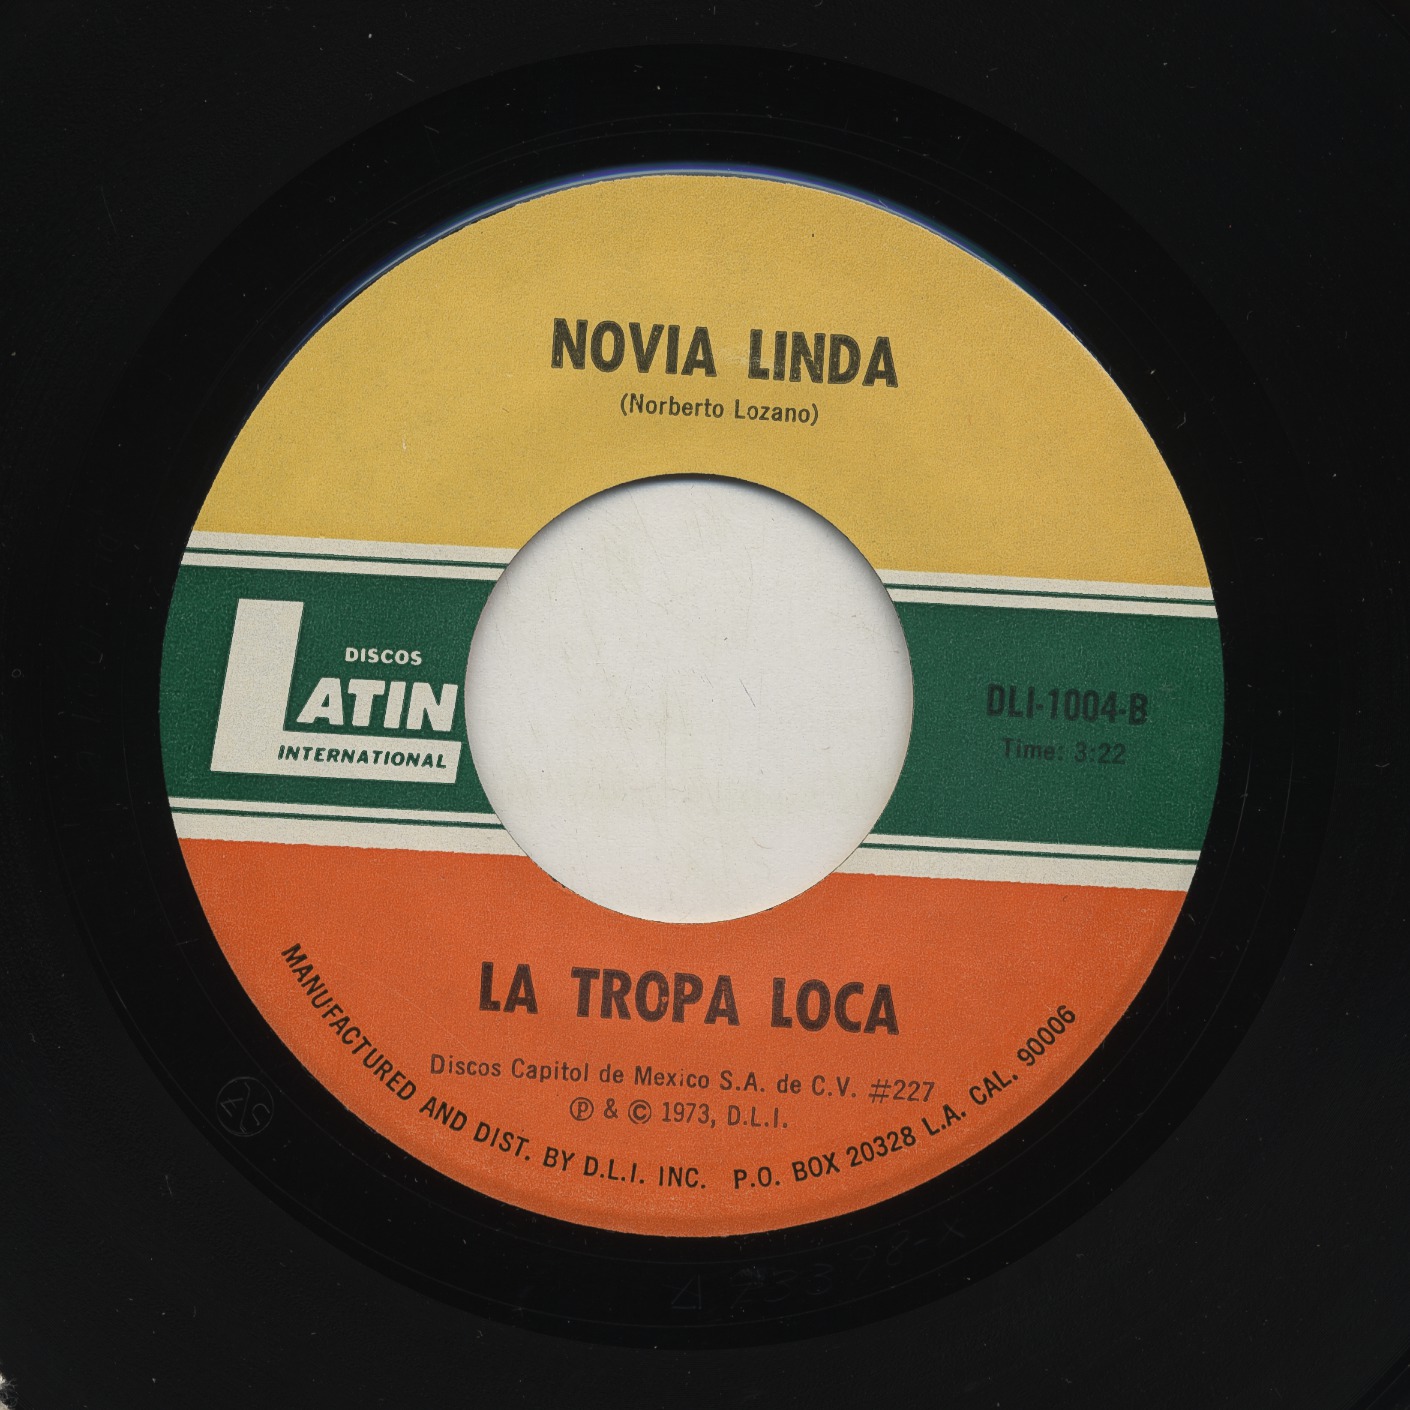 NOVIA LINDA
(Norberto Lozano)
DISCOS
LATIN
INTERNATIONAL
DLI-1004-B
Time: 3:22
LA TROPA LOCA
Discos Capitol de Mexico S.A. de C.V. #227
Ⓟ & © 1973, D.L.I.
MANUFACTURED AND DIST. BY D.L.I. INC. P.O. BOX 20328 L.A. CAL. 90006